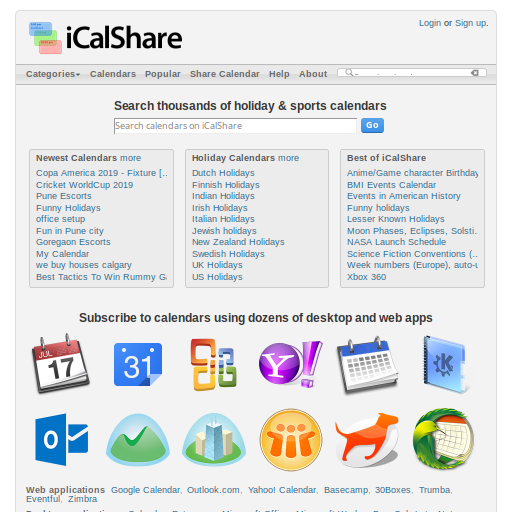 Login or Sign up.
iCalShare
Categories Calendars Popular Share Calendar Help About
Search thousands of holiday & sports calendars
Search calendars on iCalShare Go
Newest Calendars more
Copa America 2019 - Fixture [...
Cricket WorldCup 2019
Pune Escorts
Funny Holidays
office setup
Fun in Pune city
Goregaon Escorts
My Calendar
we buy houses calgary
Best Tactics To Win Rummy G
Holiday Calendars more
Dutch Holidays
Finnish Holidays
Indian Holidays
Irish Holidays
Italian Holidays
Jewish holidays
New Zealand Holidays
Swedish Holidays
UK Holidays
US Holidays
Best of iCalShare
Anime/Game character Birthday
BMI Events Calendar
Events in American History
Funny holidays
Lesser Known Holidays
Moon Phases, Eclipses, Solsti...
NASA Launch Schedule
Science Fiction Conventions (...
Week numbers (Europe), auto-u
Xbox 360
Subscribe to calendars using dozens of desktop and web apps
JUL
17
31
Y!
K
O
Web applications Google Calendar, Outlook.com, Yahoo! Calendar, Basecamp, 30Boxes, Trumba,
Eventful, Zimbra